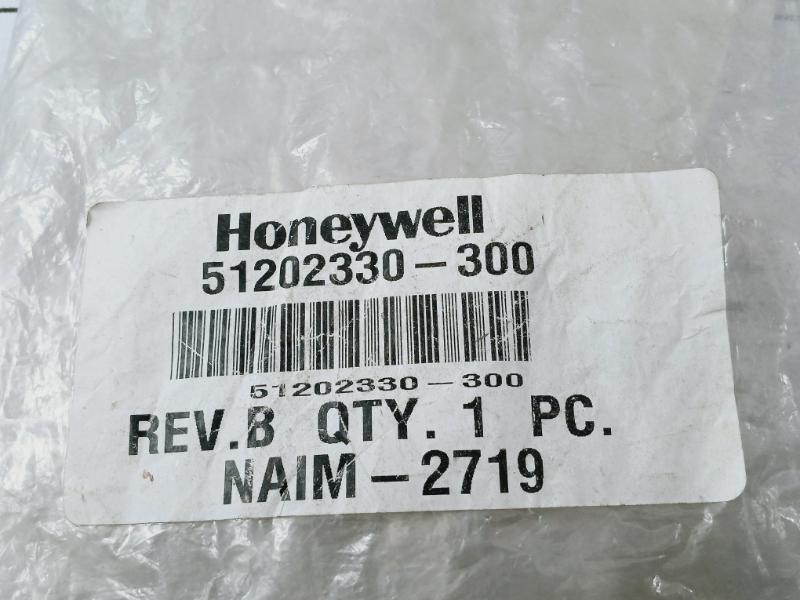 Honeywell
51202330-300
51202330-300
REV.B QTY. 1 PC.
NAIM-2719